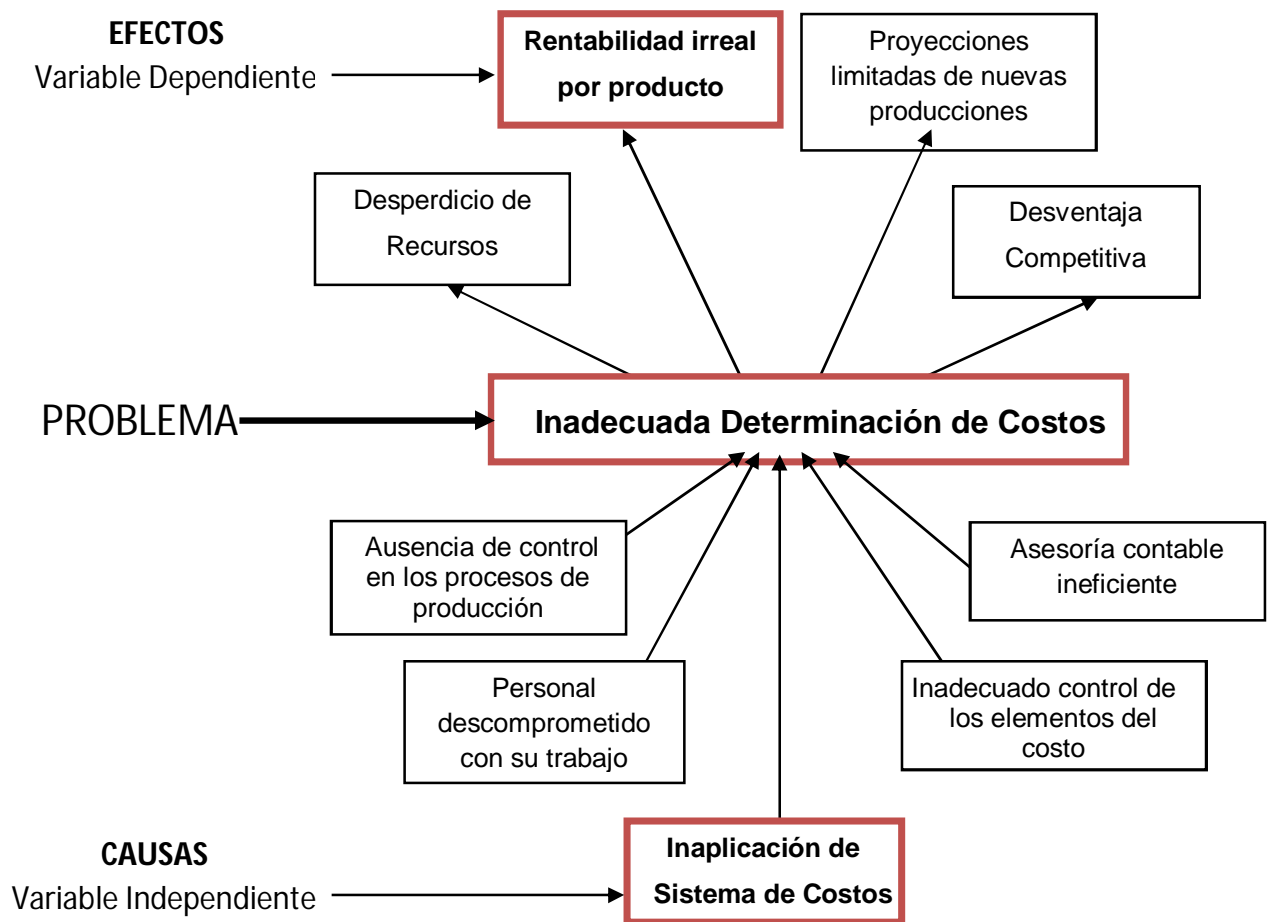 EFECTOS
Variable Dependiente
Rentabilidad irreal
por producto
Proyecciones
limitadas de nuevas
producciones
Desperdicio de
Recursos
Desventaja
Competitiva
PROBLEMA
Inadecuada Determinación de Costos
Ausencia de control
en los procesos de
producción
Asesoría contable
ineficiente
Personal
descomprometido
con su trabajo
Inadecuado control de
los elementos del
costo
CAUSAS
Variable Independiente
Inaplicación de
Sistema de Costos